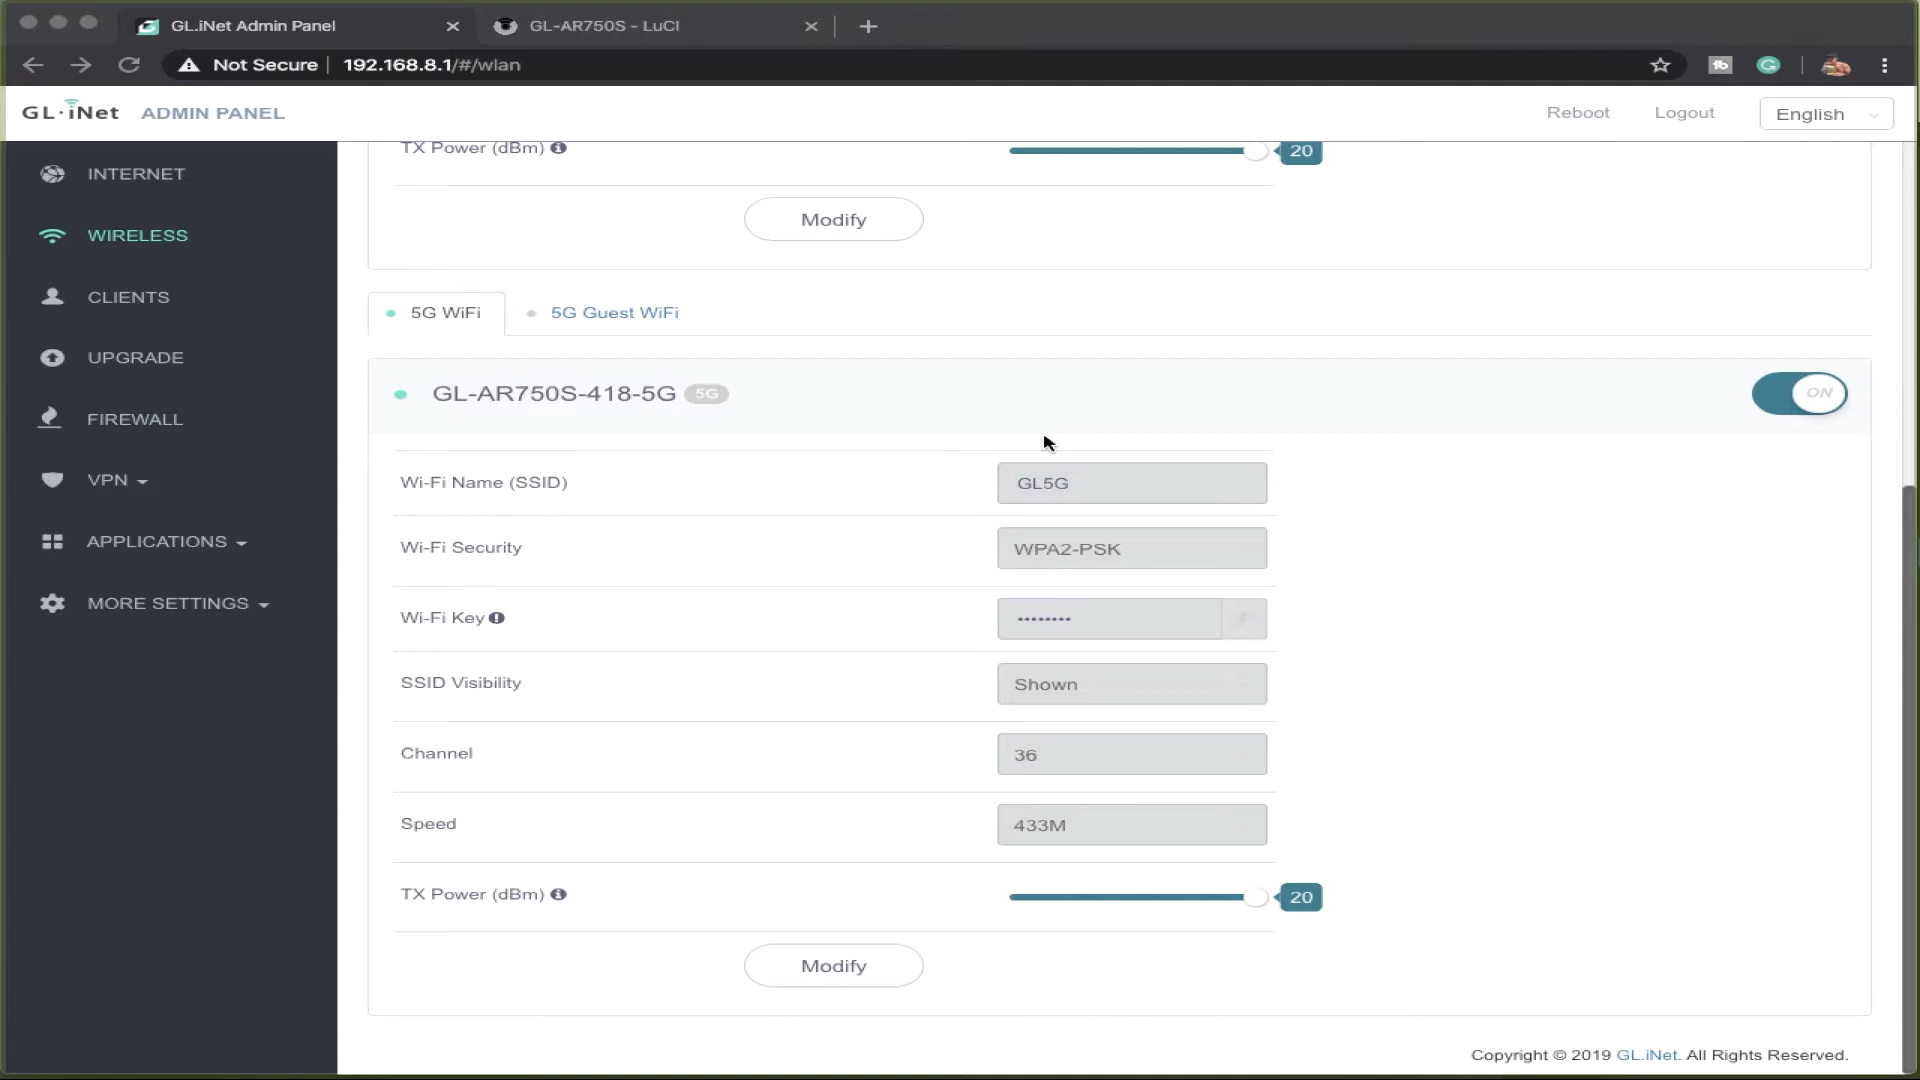 GL.iNet Admin Panel
GL-AR750S - LuCI
Not Secure 192.168.8.1/#/wlan
GL·iNet ADMIN PANEL
Reboot Logout English
INTERNET
WIRELESS
CLIENTS
UPGRADE
FIREWALL
VPN
APPLICATIONS
MORE SETTINGS
TX Power (dBm) 20
Modify
5G WiFi 5G Guest WiFi
GL-AR750S-418-5G 5G ON
Wi-Fi Name (SSID) GL5G
Wi-Fi Security WPA2-PSK
Wi-Fi Key ••••••••
SSID Visibility Shown
Channel 36
Speed 433M
TX Power (dBm) 20
Modify
Copyright © 2019 GL.iNet. All Rights Reserved.